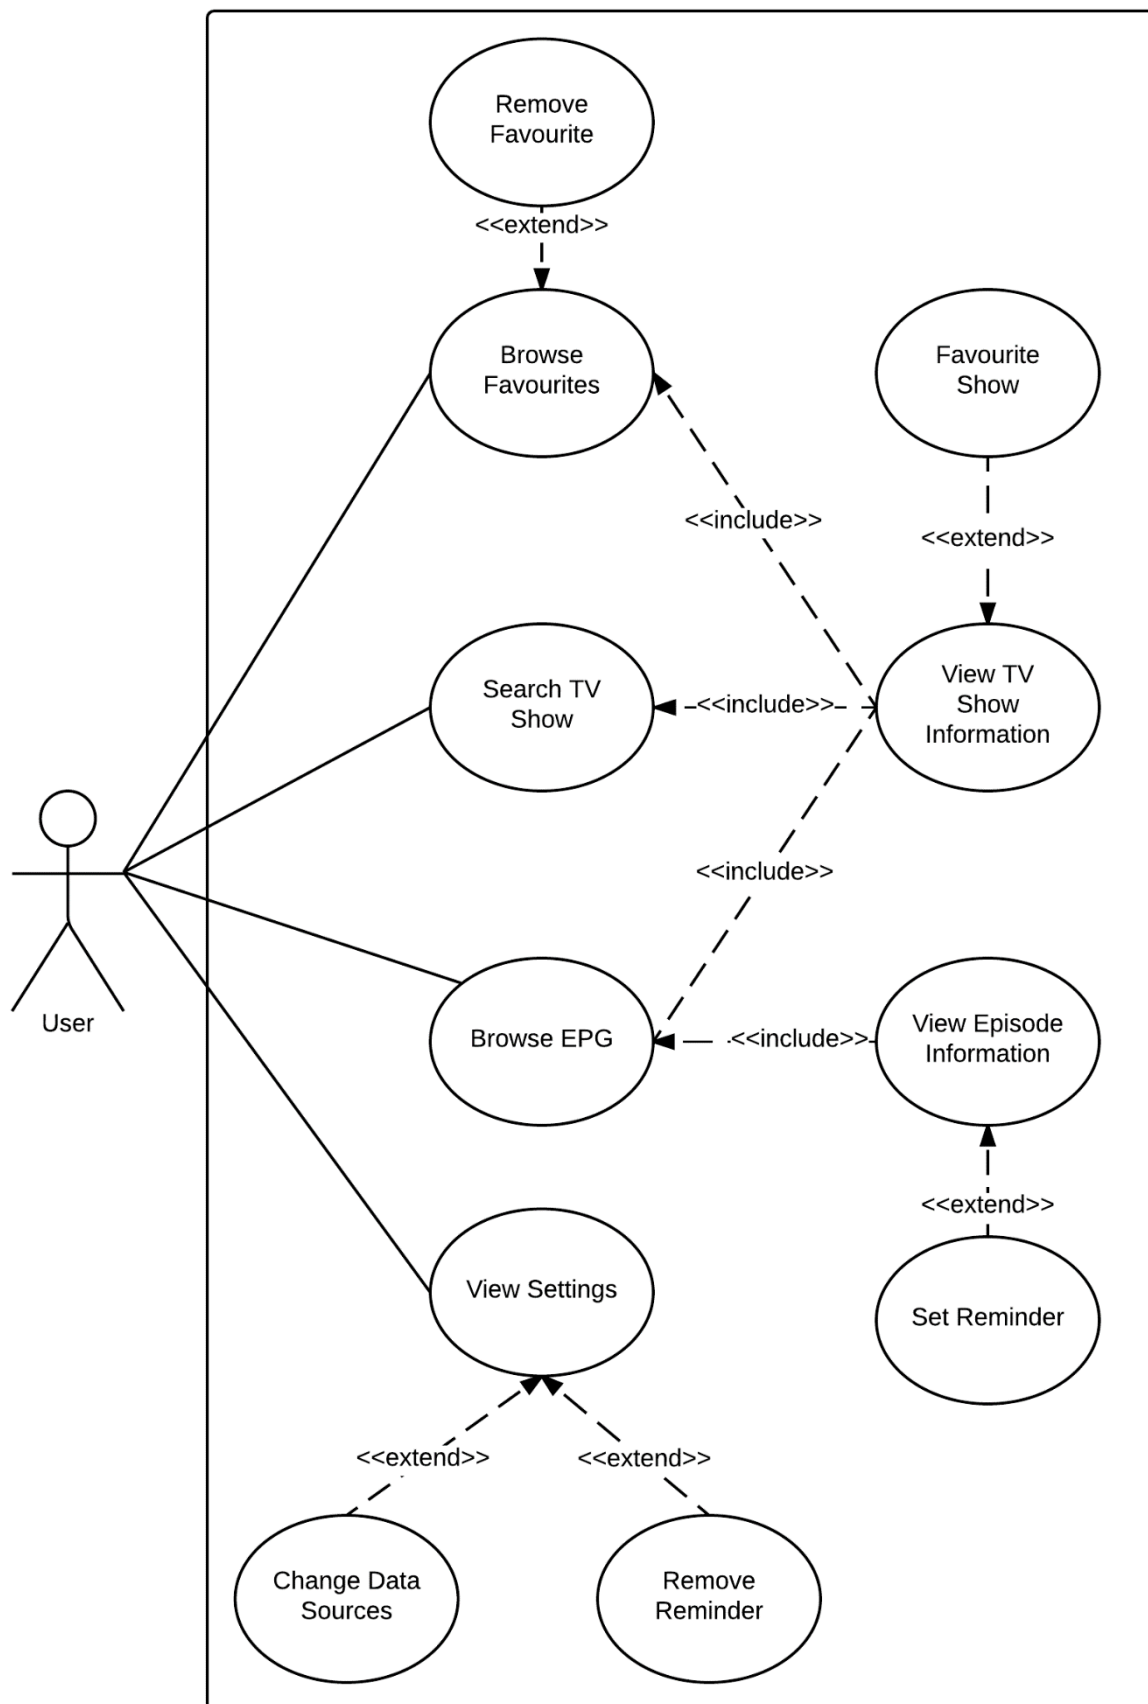 Remove
Favourite
<<extend>>
Browse
Favourites
Favourite
Show
<<include>>
<<extend>>
Search TV
Show
<<include>>
View TV
Show
Information
<<include>>
User
Browse EPG
<<include>>
View Episode
Information
<<extend>>
View Settings
Set Reminder
<<extend>>
<<extend>>
Change Data
Sources
Remove
Reminder